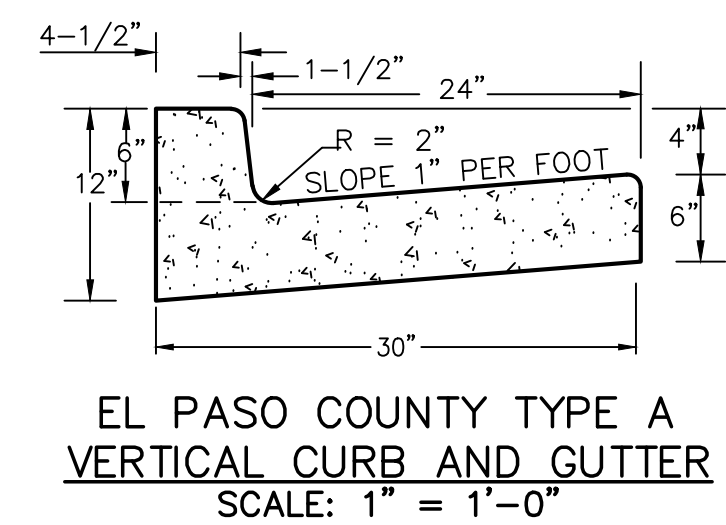 4-1/2"
1-1/2"
24"
6"
R = 2"
4"
12"
SLOPE 1" PER FOOT
6"
30"
EL PASO COUNTY TYPE A
VERTICAL CURB AND GUTTER
SCALE: 1" = 1'-0"